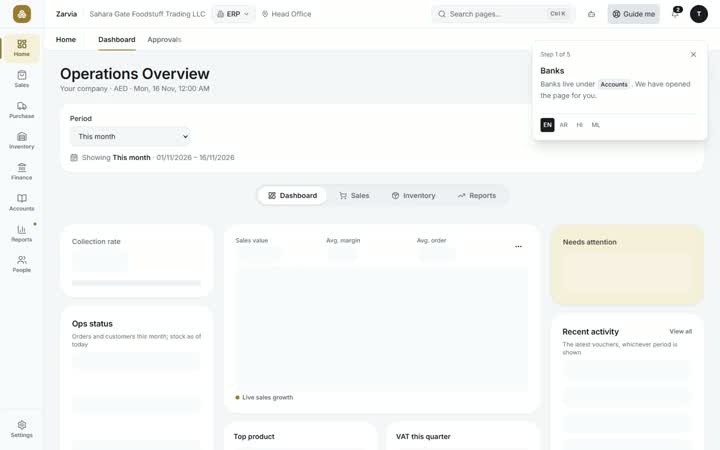 Zarvia
Sahara Gate Foodstuff Trading LLC
ERP
Head Office
Search pages...
Ctrl K
Guide me
2
T
Home
Dashboard
Approvals
Home
Sales
Purchase
Inventory
Finance
Accounts
Reports
People
Settings
Step 1 of 5
Banks
Banks live under Accounts . We have opened
the page for you.
EN
AR
HI
ML
Operations Overview
Your company · AED · Mon, 16 Nov, 12:00 AM
Period
This month
Showing This month · 01/11/2026 – 16/11/2026
Dashboard
Sales
Inventory
Reports
Collection rate
Sales value
Avg. margin
Avg. order
Needs attention
Ops status
Orders and customers this month; stock as of
today
Live sales growth
Recent activity
View all
The latest vouchers, whichever period is
shown
Top product
VAT this quarter